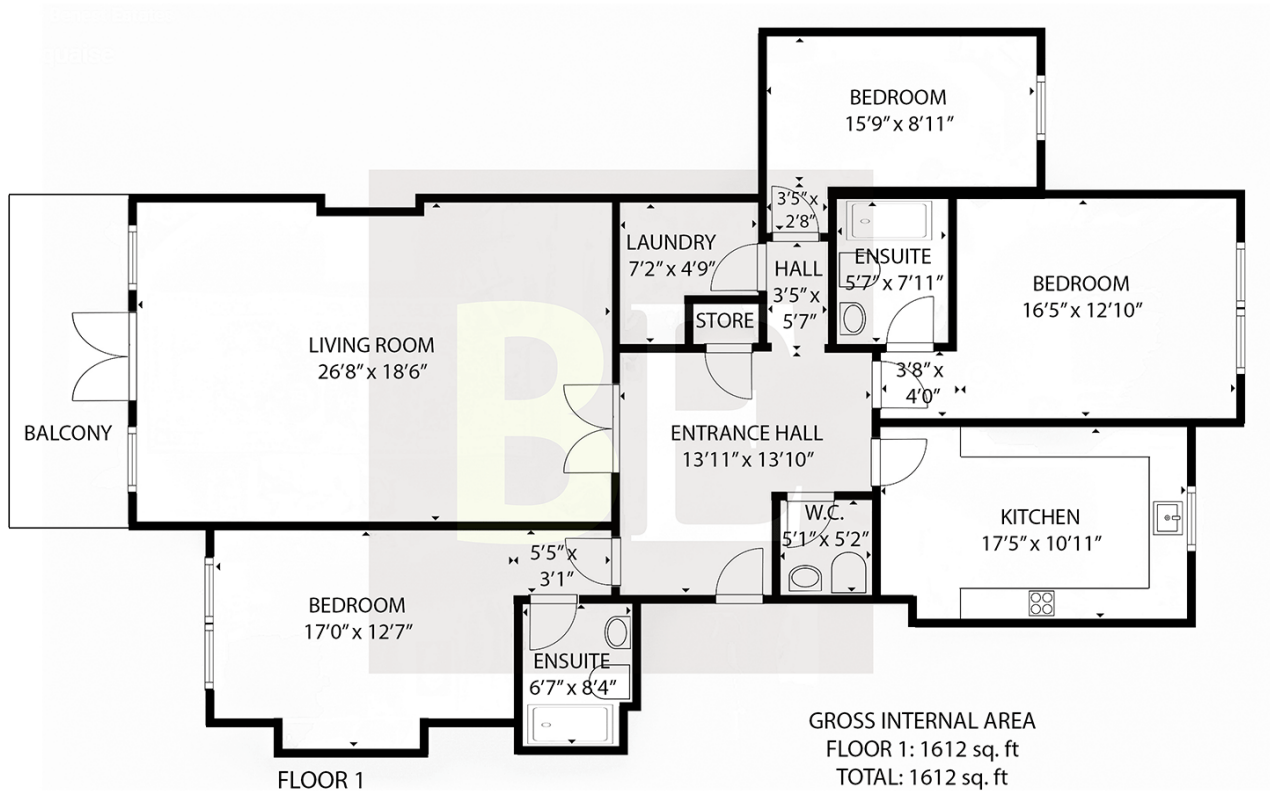 BEDROOM
15’9” x 8’11”
3’5” x
2’8”
LAUNDRY
7’2” x 4’9”
HALL
3’5” x
5’7”
ENSUITE
5’7” x 7’11”
BEDROOM
16’5” x 12’10”
STORE
LIVING ROOM
26’8” x 18’6”
3’8” x
4’0”
BALCONY
ENTRANCE HALL
13’11” x 13’10”
W.C.
5’1” x 5’2”
KITCHEN
17’5” x 10’11”
5’5” x
3’1”
BEDROOM
17’0” x 12’7”
ENSUITE
6’7” x 8’4”
BL
GROSS INTERNAL AREA
FLOOR 1: 1612 sq. ft
TOTAL: 1612 sq. ft
FLOOR 1